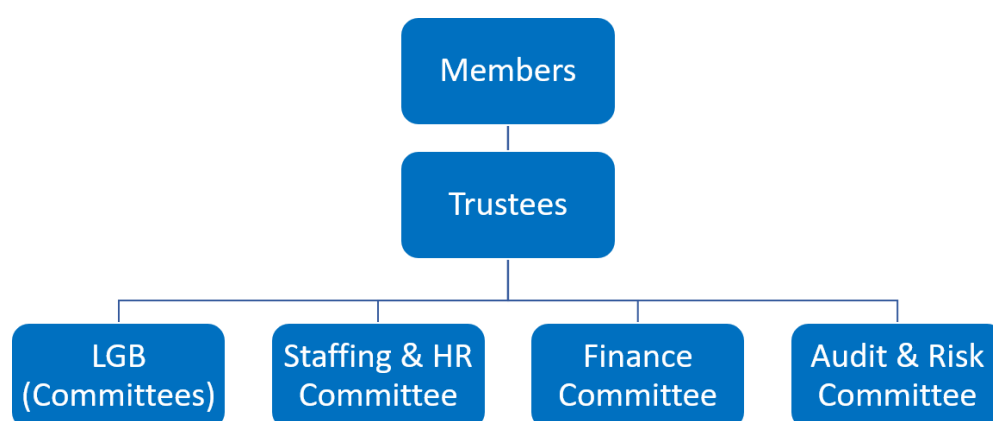 Members
Trustees
LGB
(Committees)
Staffing & HR
Committee
Finance
Committee
Audit & Risk
Committee